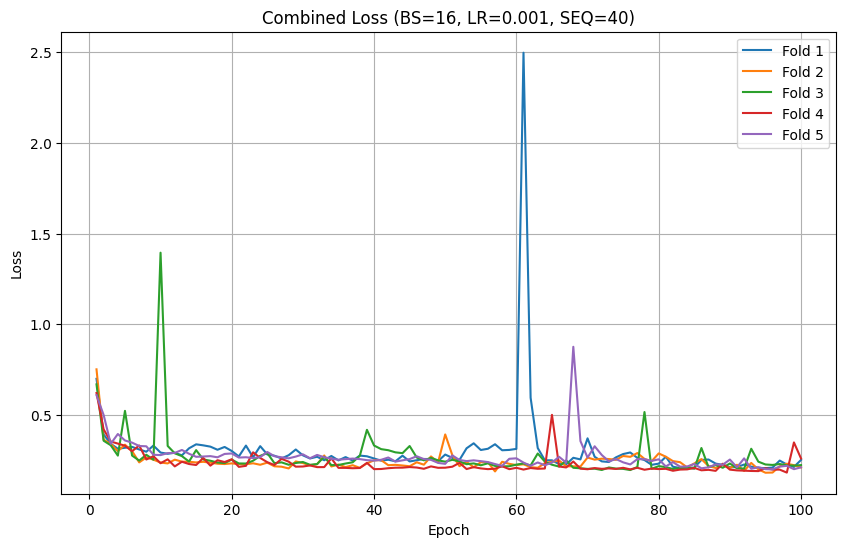 Combined Loss (BS=16, LR=0.001, SEQ=40)
Fold 1
Fold 2
Fold 3
Fold 4
Fold 5
2.5
2.0
1.5
1.0
0.5
Loss
0 20 40 60 80 100
Epoch